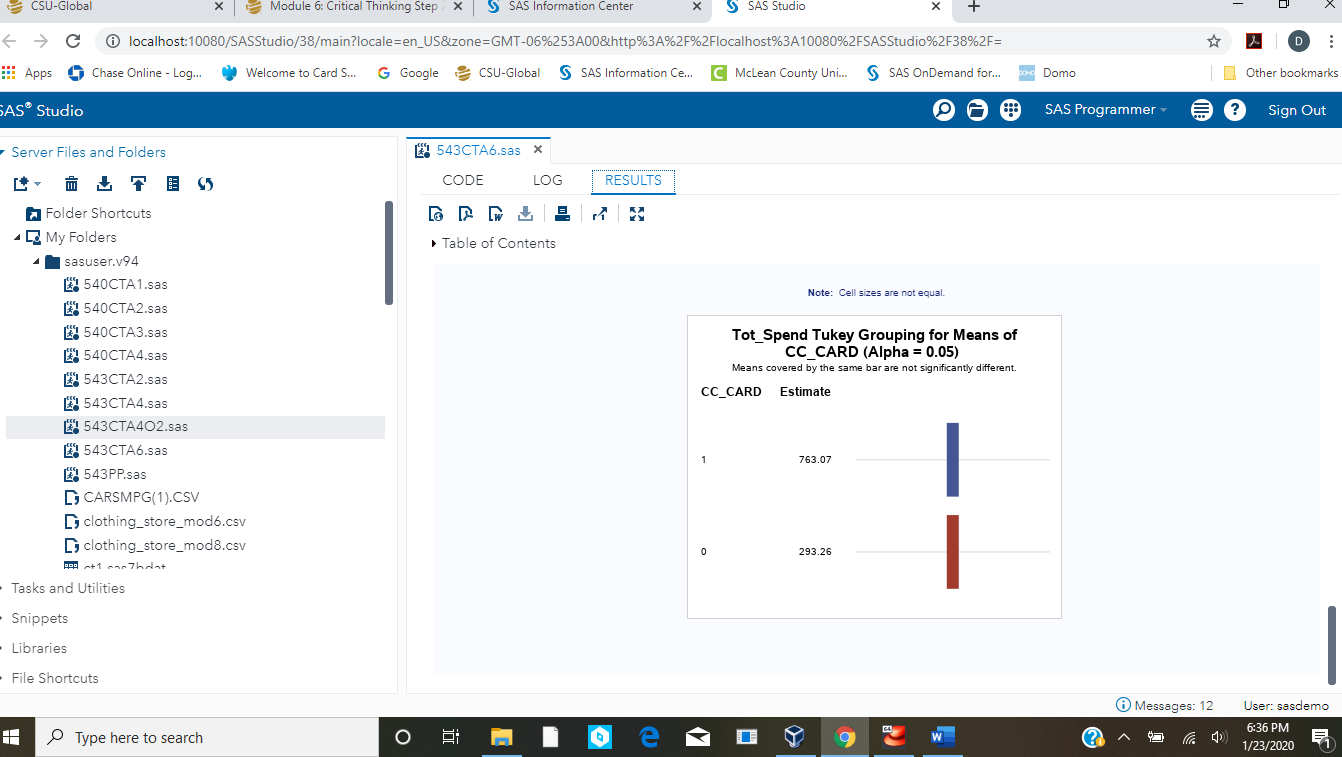 CSU-Global
Module 6: Critical Thinking Step
SAS Information Center
SAS Studio
localhost:10080/SASStudio/38/main?locale=en_US&zone=GMT-06%253A00&http%3A%2F%2Flocalhost%3A10080%2FSASStudio%2F38%2F=
D
Apps
Chase Online - Log...
Welcome to Card S...
Google
CSU-Global
SAS Information Ce...
McLean County Uni...
SAS OnDemand for...
Domo
Other bookmarks
SAS® Studio
SAS Programmer
Sign Out
Server Files and Folders
Folder Shortcuts
My Folders
sasuser.v94
540CTA1.sas
540CTA2.sas
540CTA3.sas
540CTA4.sas
543CTA2.sas
543CTA4.sas
543CTA4O2.sas
543CTA6.sas
543PP.sas
CARSMPG(1).CSV
clothing_store_mod6.csv
clothing_store_mod8.csv
ct1.sas7bdat
Tasks and Utilities
Snippets
Libraries
File Shortcuts
543CTA6.sas
CODE LOG RESULTS
Table of Contents
Note: Cell sizes are not equal.
Tot_Spend Tukey Grouping for Means of
CC_CARD (Alpha = 0.05)
Means covered by the same bar are not significantly different.
CC_CARD Estimate
1 763.07
0 293.26
Messages: 12
User: sasdemo
Type here to search
6:36 PM
1/23/2020
1